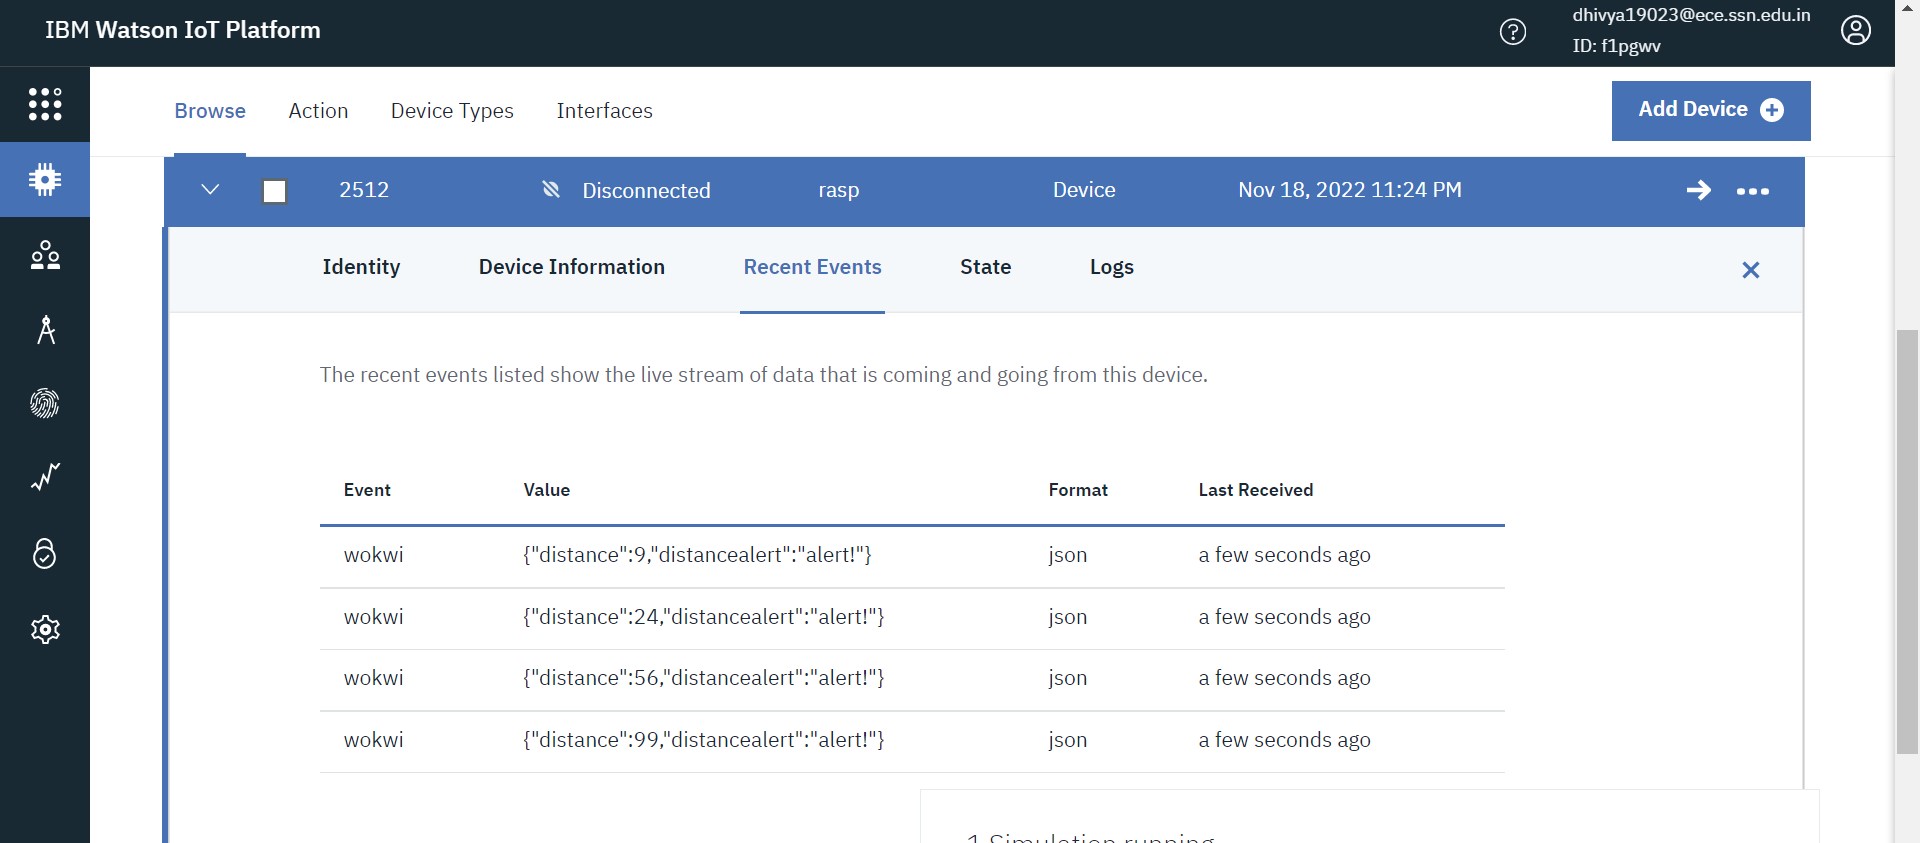 IBM Watson IoT Platform
dhivya19023@ece.ssn.edu.in
ID: f1pgwv
Browse Action Device Types Interfaces
Add Device
2512 Disconnected rasp Device Nov 18, 2022 11:24 PM
Identity Device Information Recent Events State Logs
The recent events listed show the live stream of data that is coming and going from this device.
Event Value Format Last Received
wokwi {"distance":9,"distancealert":"alert!"} json a few seconds ago
wokwi {"distance":24,"distancealert":"alert!"} json a few seconds ago
wokwi {"distance":56,"distancealert":"alert!"} json a few seconds ago
wokwi {"distance":99,"distancealert":"alert!"} json a few seconds ago
1 Simulation running